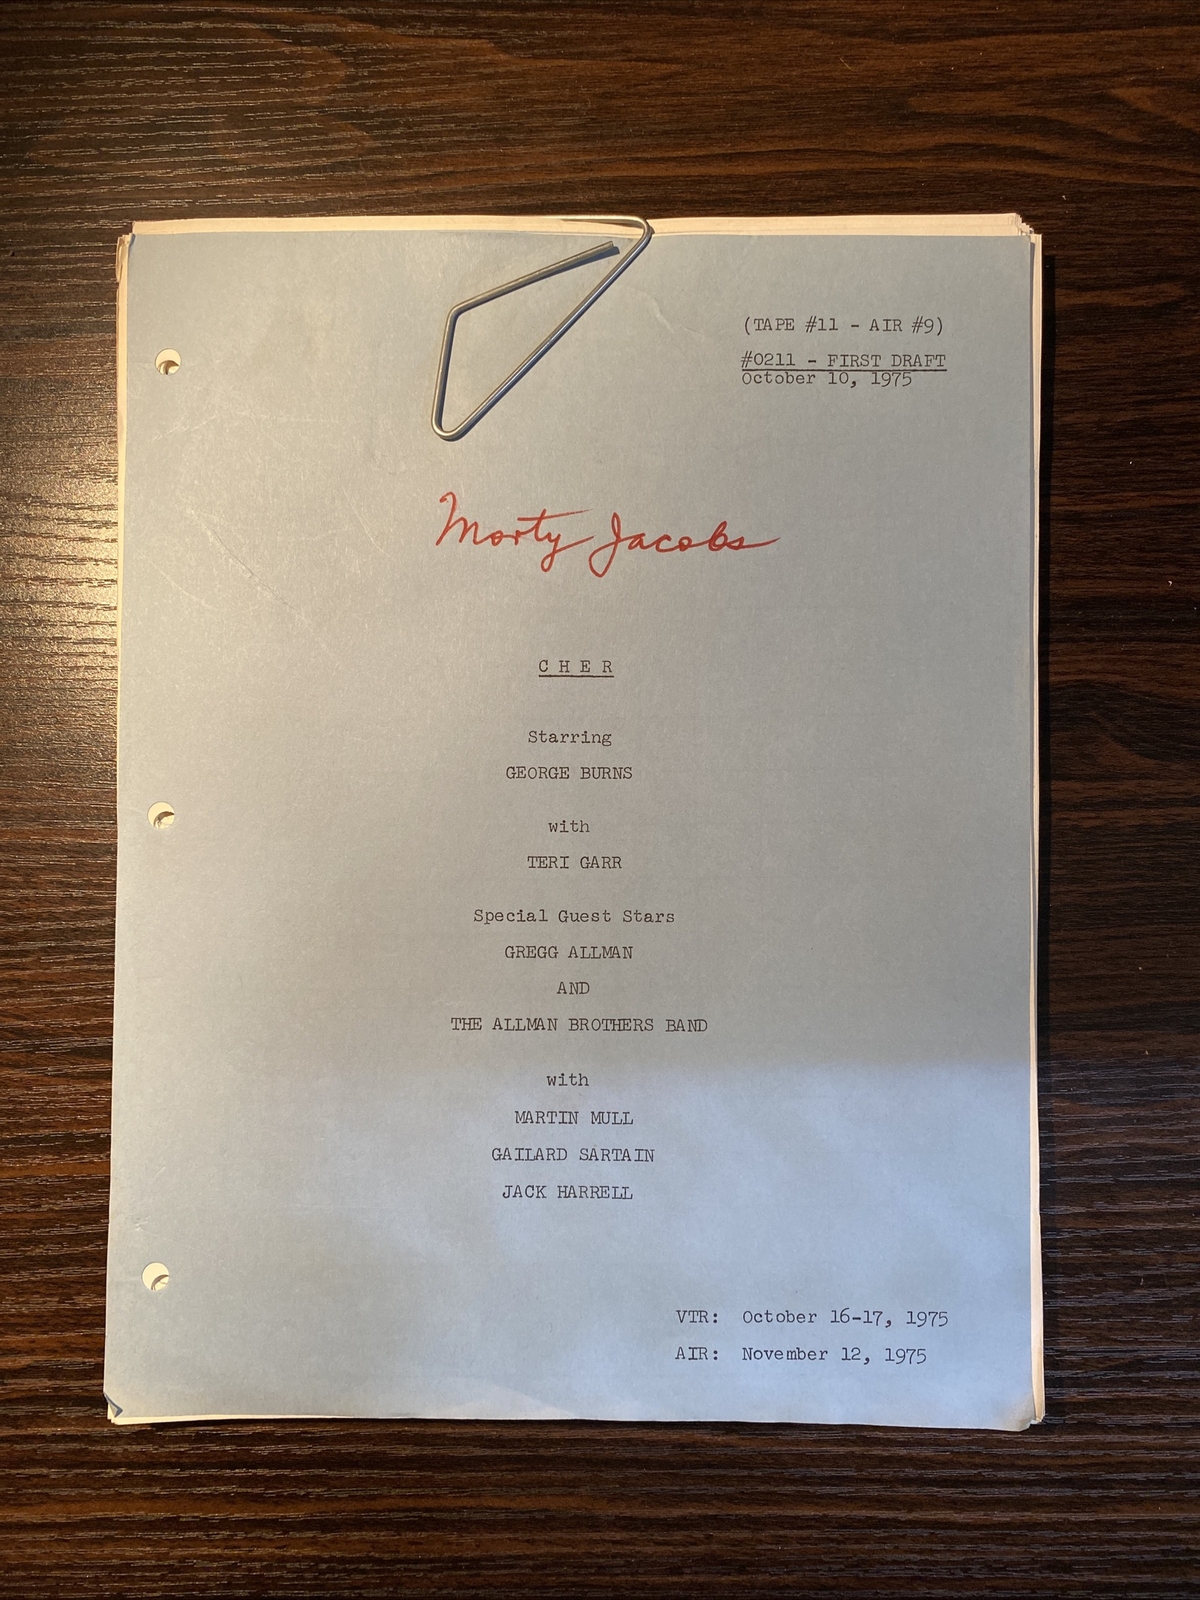 (TAPE #11 - AIR #9)
#0211 - FIRST DRAFT
October 10, 1975
Morty Jacobs
C H E R
Starring
GEORGE BURNS
with
TERI GARR
Special Guest Stars
GREGG ALLMAN
AND
THE ALLMAN BROTHERS BAND
with
MARTIN MULL
GAILARD SARTAIN
JACK HARRELL
VTR: October 16-17, 1975
AIR: November 12, 1975